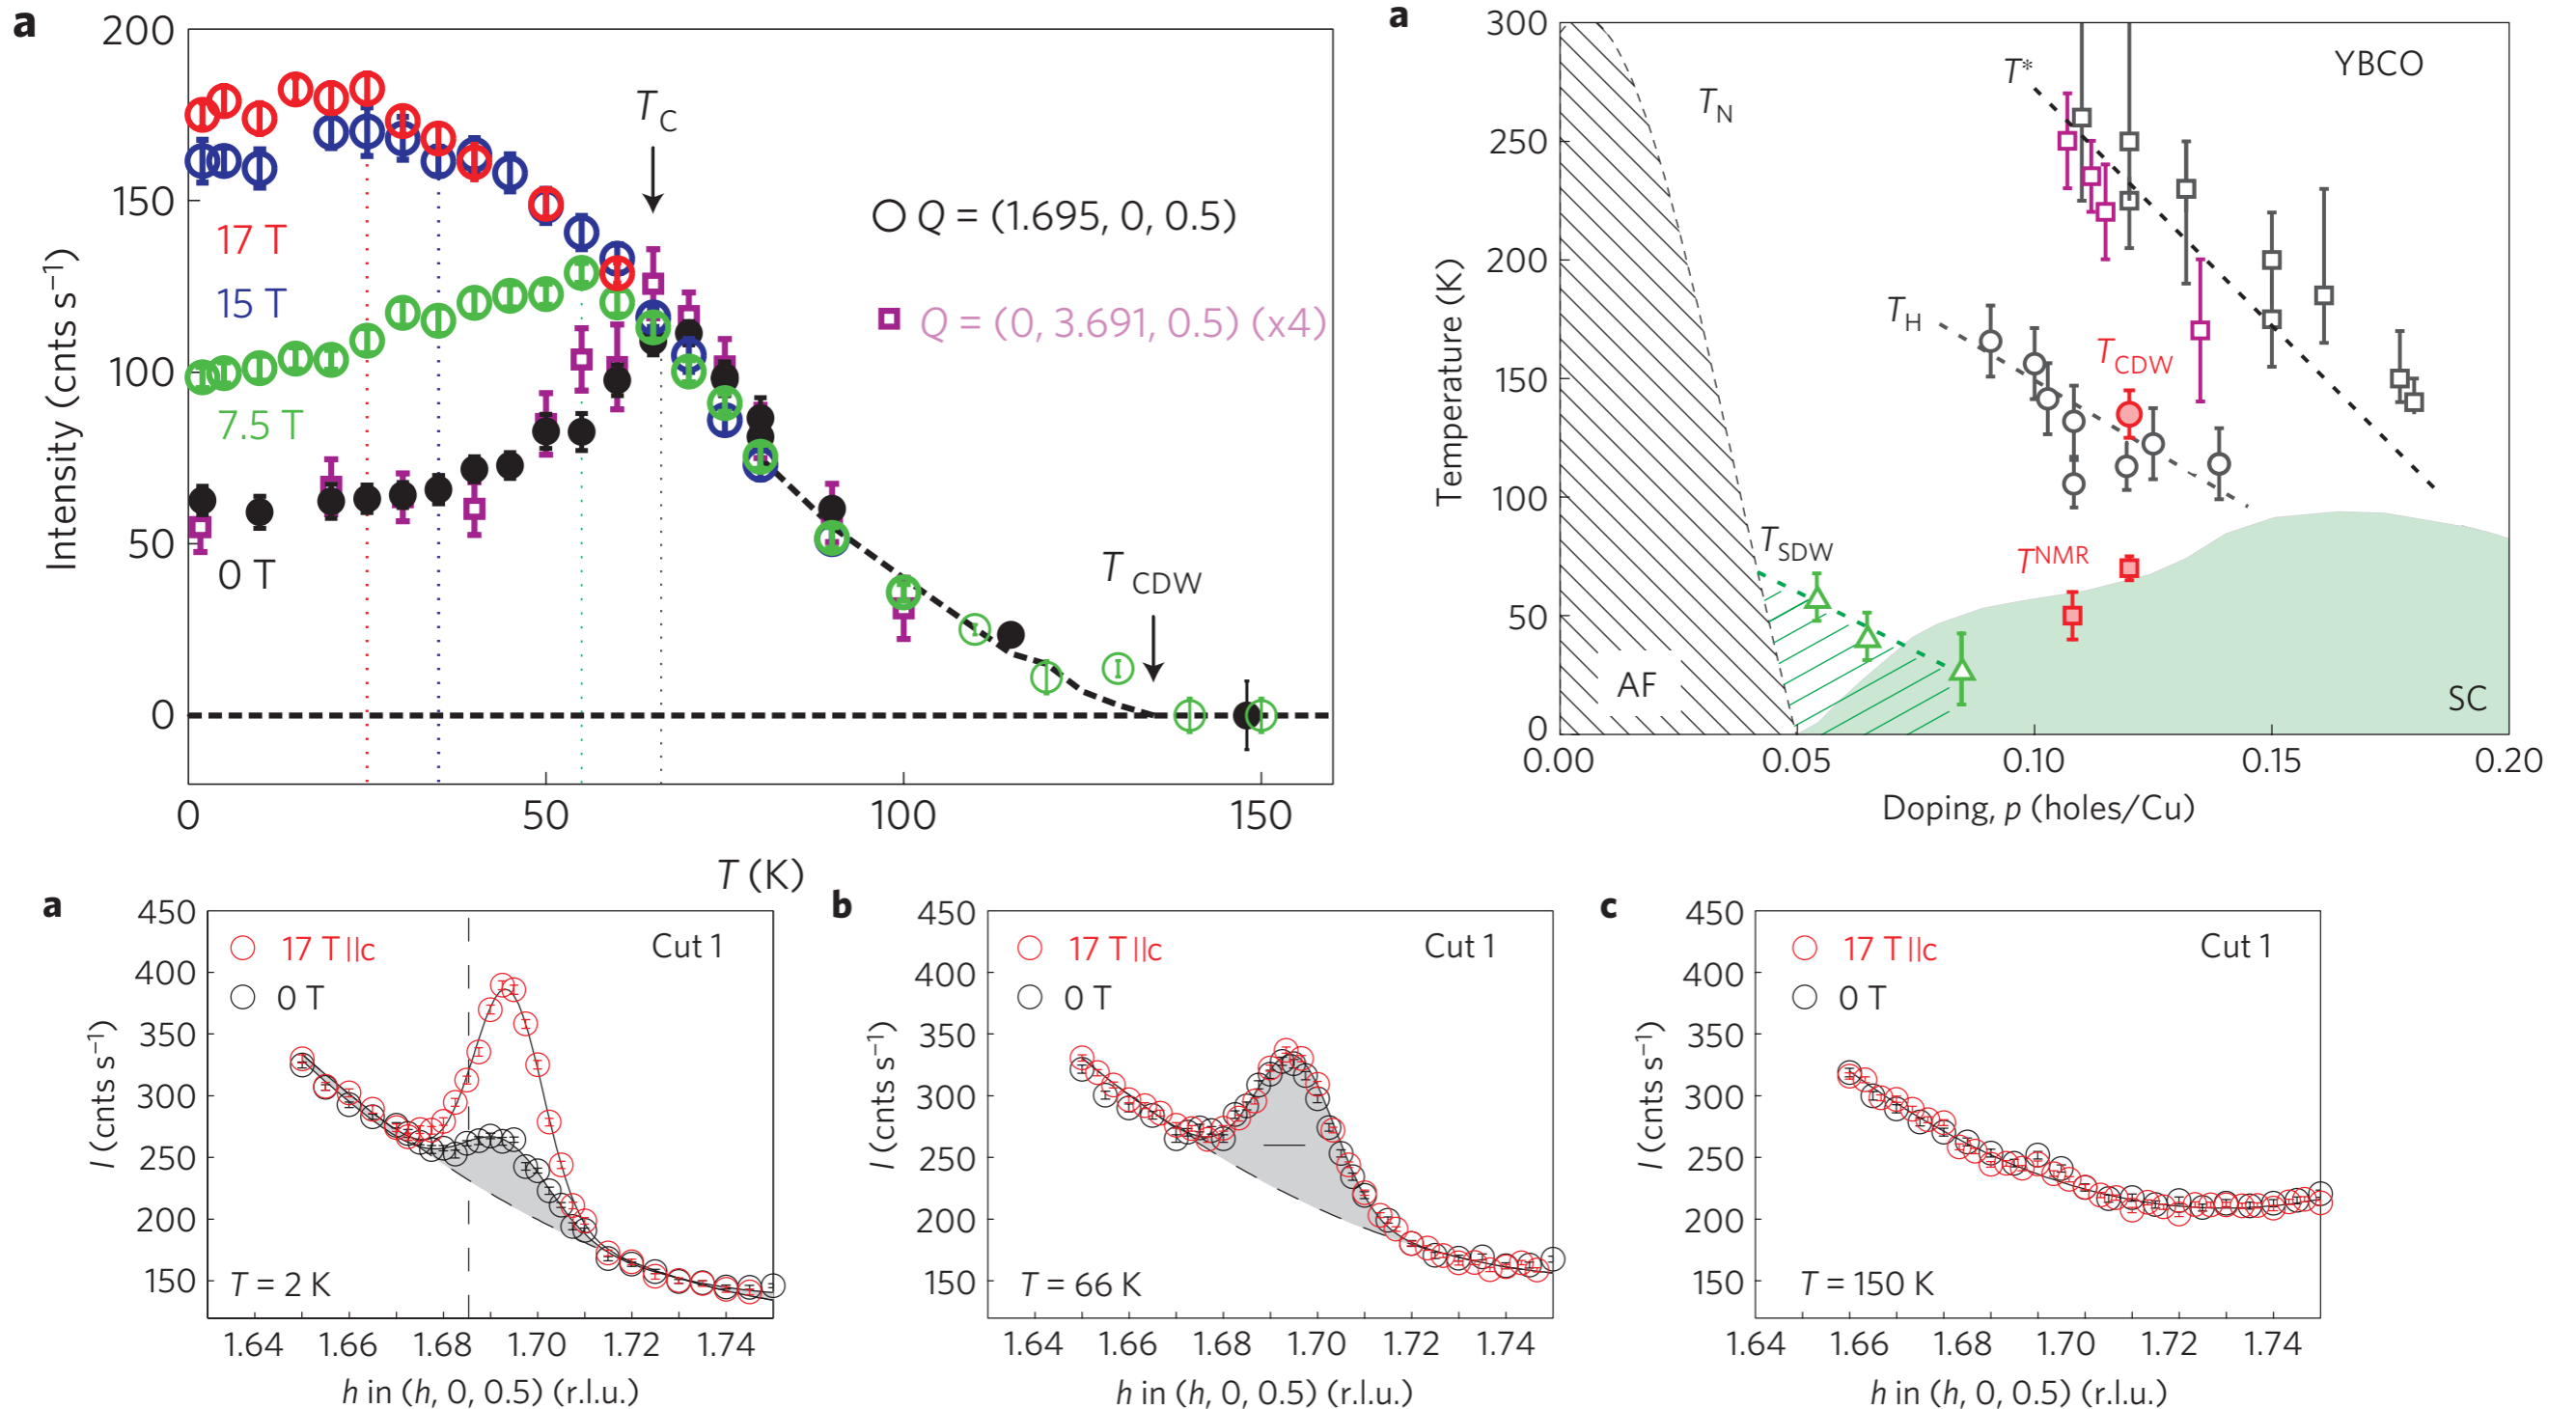 a
200
150
100
50
0
Intensity (cnts s⁻¹)
T_C
Q = (1.695, 0, 0.5)
Q = (0, 3.691, 0.5) (x4)
17 T
15 T
7.5 T
0 T
T_CDW
0 50 100 150
T (K)
a
300
250
200
150
100
50
0
Temperature (K)
YBCO
T*
T_N
T_H
T_CDW
T_SDW
T^NMR
AF
SC
0.00 0.05 0.10 0.15 0.20
Doping, p (holes/Cu)
a
450
400
350
300
250
200
150
I (cnts s⁻¹)
17 T||c
0 T
Cut 1
T = 2 K
1.64 1.66 1.68 1.70 1.72 1.74
h in (h, 0, 0.5) (r.l.u.)
b
450
400
350
300
250
200
150
I (cnts s⁻¹)
17 T||c
0 T
Cut 1
T = 66 K
1.64 1.66 1.68 1.70 1.72 1.74
h in (h, 0, 0.5) (r.l.u.)
c
450
400
350
300
250
200
150
I (cnts s⁻¹)
17 T||c
0 T
Cut 1
T = 150 K
1.64 1.66 1.68 1.70 1.72 1.74
h in (h, 0, 0.5) (r.l.u.)